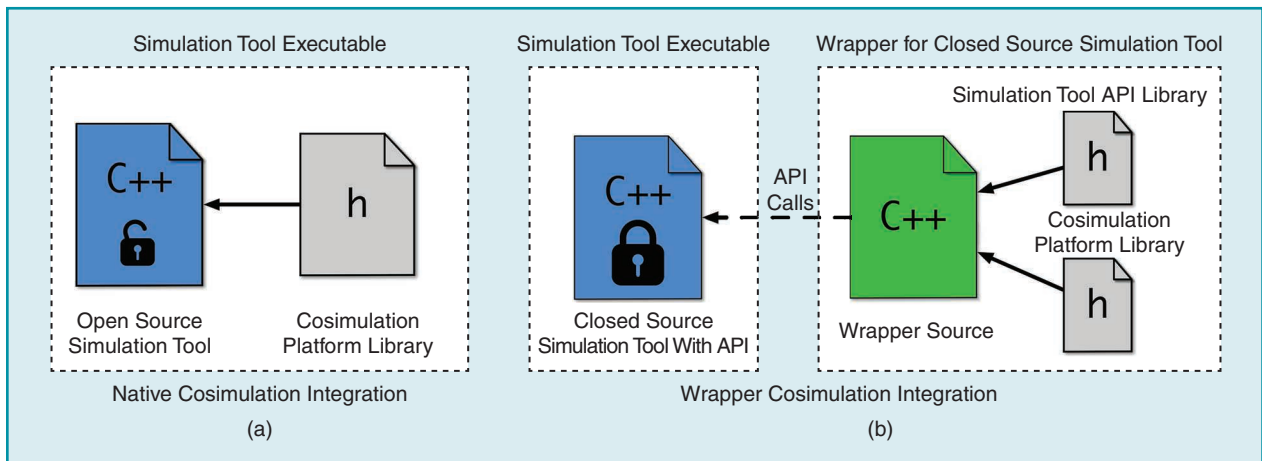 Simulation Tool Executable
C++
h
Open Source
Simulation Tool
Cosimulation
Platform Library
Native Cosimulation Integration
(a)
Simulation Tool Executable
Wrapper for Closed Source Simulation Tool
C++
Closed Source
Simulation Tool With API
API
Calls
C++
Wrapper Source
Simulation Tool API Library
h
Cosimulation
Platform Library
h
Wrapper Cosimulation Integration
(b)